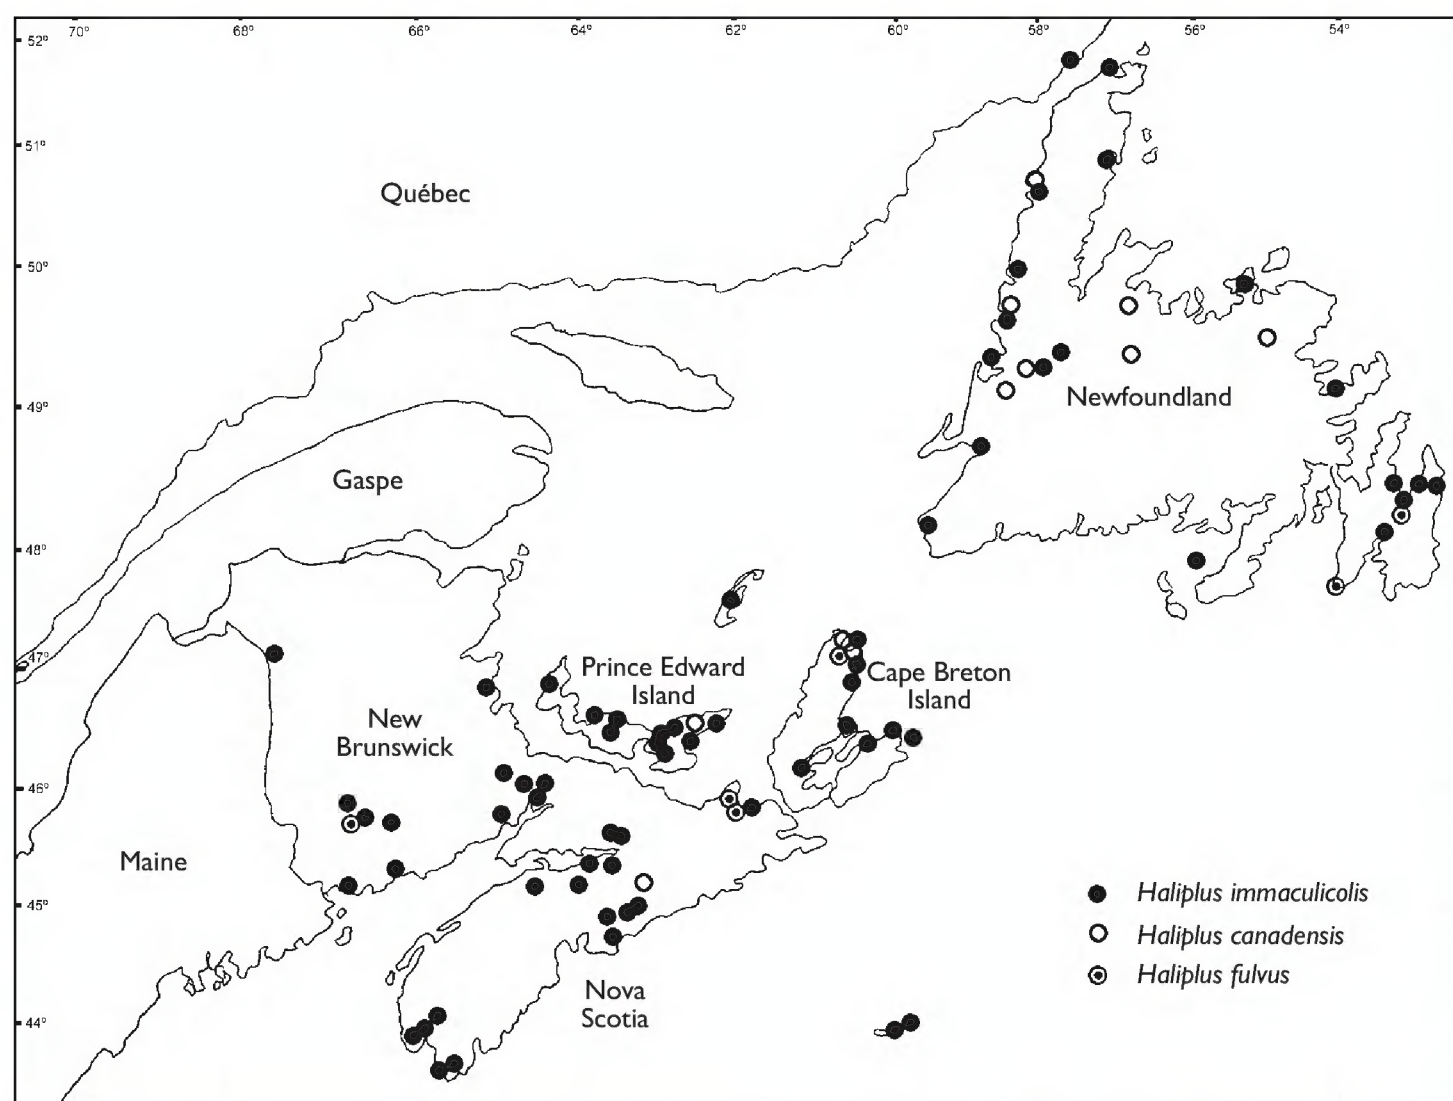 70° 68° 66° 64° 62° 60° 58° 56° 54°
52°
51°
Québec
50°
Newfoundland
49°
Gaspe
48°
47°
Prince Edward
Island
Cape Breton
Island
New
Brunswick
46°
Maine
Haliplus immaculicolis
45°
Haliplus canadensis
Haliplus fulvus
Nova
Scotia
44°